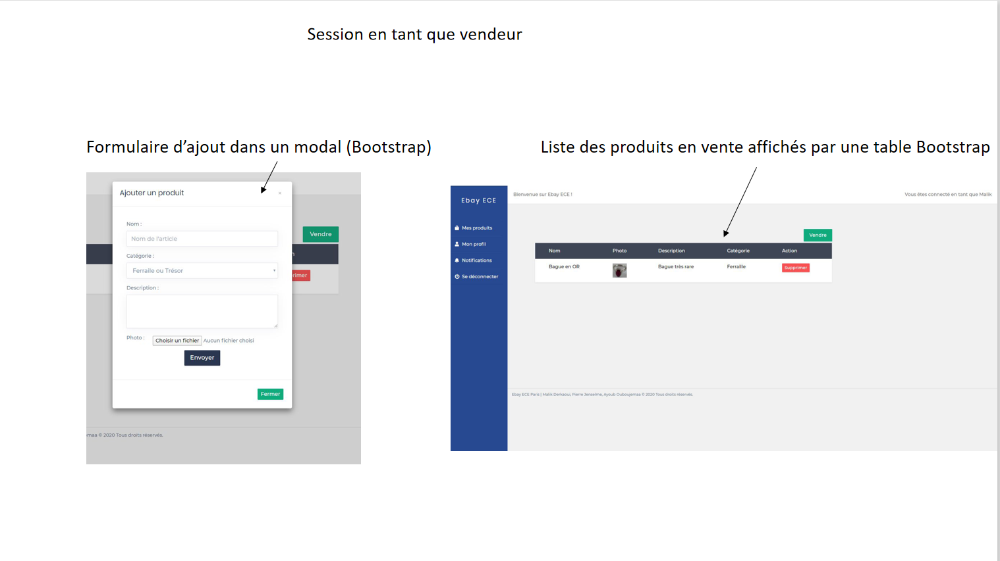 Session en tant que vendeur
Formulaire d’ajout dans un modal (Bootstrap)
Ajouter un produit
×
Nom :
Nom de l'article
Catégorie :
Ferraile ou Trésor
Description :
Photo :
Choisir un fichier Aucun fichier choisi
Envoyer
Fermer
Vendre
n
rimer
maa © 2020 Tous droits réservés.
Liste des produits en vente affichés par une table Bootstrap
Ebay ECE
Mes produits
Mon profil
Notifications
Se déconnecter
Bienvenue sur Ebay ECE !
Vous êtes connecté en tant que Malik
Vendre
Nom Photo Description Catégorie Action
Bague en OR Bague très rare Ferraille Supprimer
Ebay ECE Paris | Malik Derkaoui, Pierre Jenselme, Ayoub Ouboujemaa © 2020 Tous droits réservés.